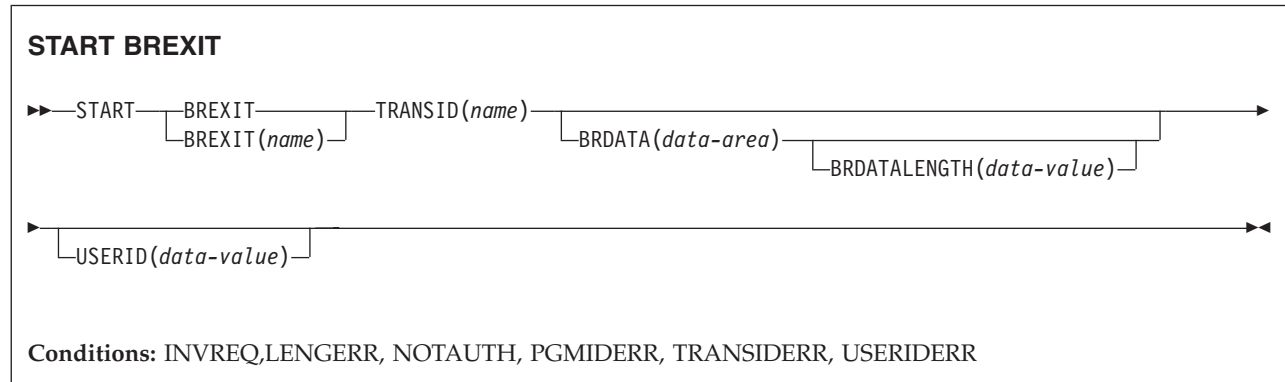 START BREXIT
START BREXIT TRANSID(name)
BREXIT(name) BRDATA(data-area)
BRDATALENGTH(data-value)
USERID(data-value)
Conditions: INVREQ,LENGERR, NOTAUTH, PGMIDERR, TRANSIDERR, USERIDERR